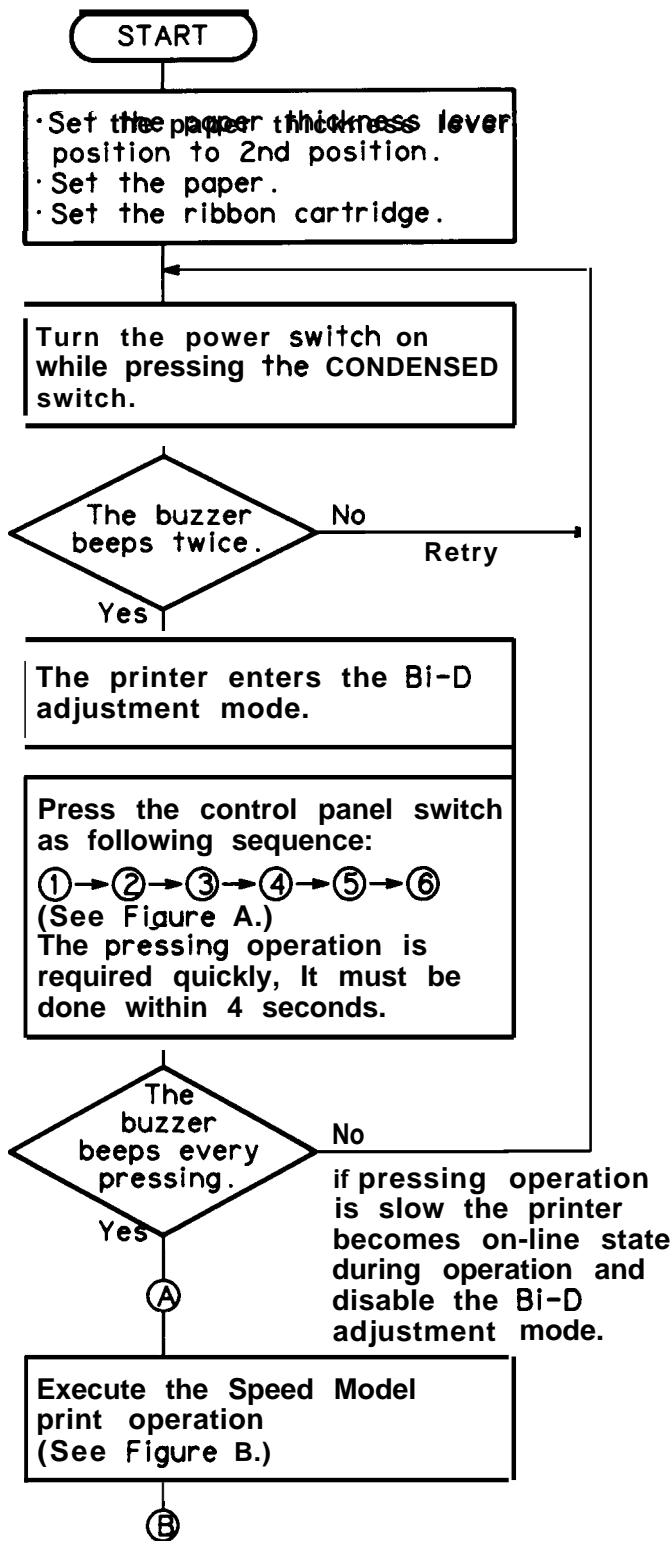 START
·Set the paper thickness lever
position to 2nd position.
·Set the paper.
·Set the ribbon cartridge.
Turn the power switch on
while pressing the CONDENSED
switch.
The buzzer
beeps twice.
No
Retry
Yes
The printer enters the Bi-D
adjustment mode.
Press the control panel switch
as following sequence:
①→②→③→④→⑤→⑥
(See Figure A.)
The pressing operation is
required quickly, It must be
done within 4 seconds.
The
buzzer
beeps every
pressing.
No
if pressing operation
is slow the printer
becomes on-line state
during operation and
disable the Bi-D
adjustment mode.
Yes
A
Execute the Speed Model
print operation
(See Figure B.)
B